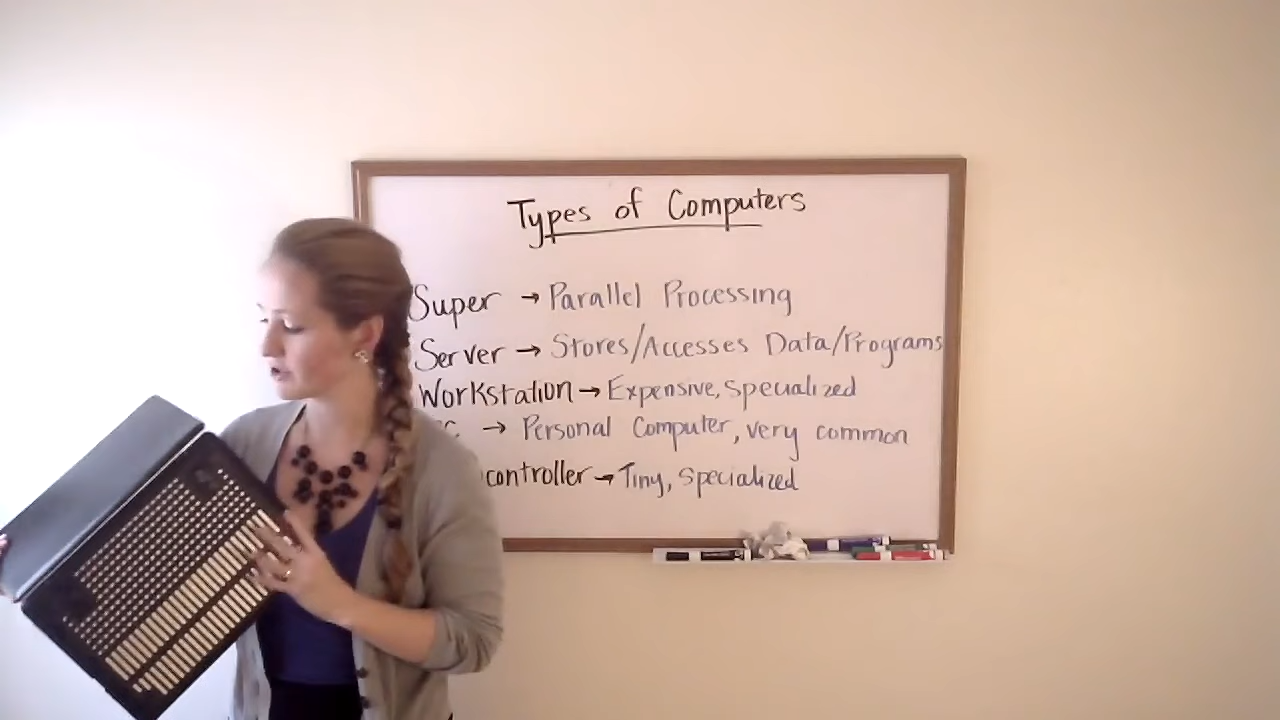 Types of Computers
Super → Parallel Processing
Server → Stores/Accesses Data/Programs
Workstation → Expensive, Specialized
→ Personal Computer, very common
controller → Tiny, Specialized